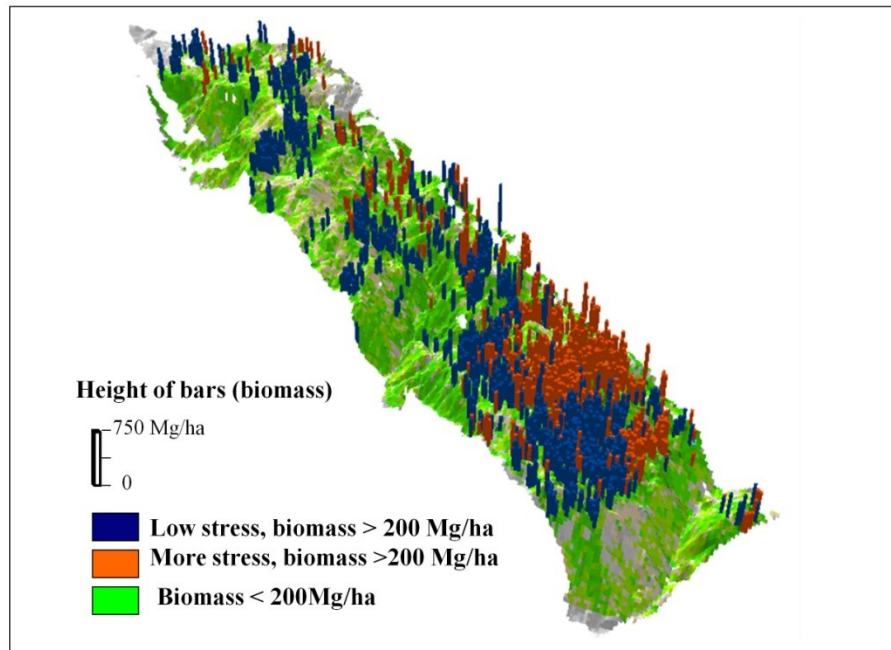 Height of bars (biomass)
750 Mg/ha
0
Low stress, biomass > 200 Mg/ha
More stress, biomass >200 Mg/ha
Biomass < 200Mg/ha